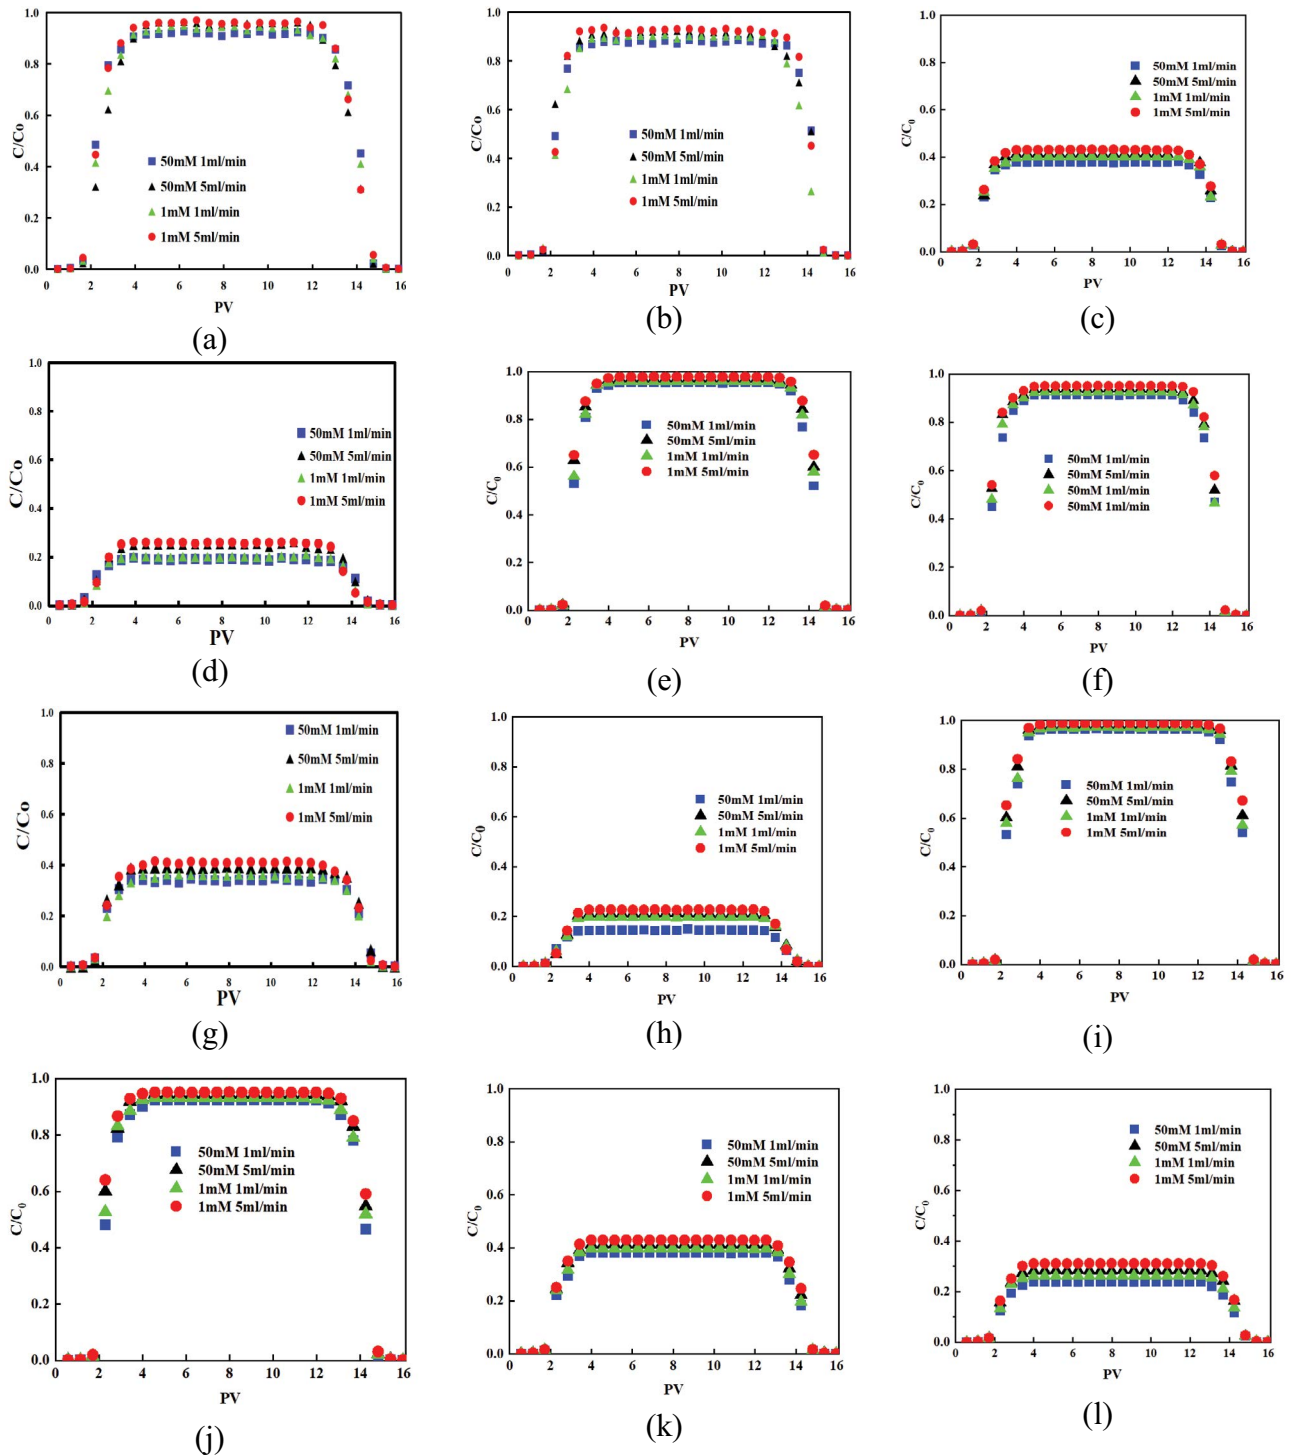 C/Co
1.0
0.8
0.6
0.4
0.2
0.0
50mM 1ml/min
50mM 5ml/min
1mM 1ml/min
1mM 5ml/min
0 2 4 6 8 10 12 14 16
PV
(a)
C/Co
1.0
0.8
0.6
0.4
0.2
0.0
50mM 1ml/min
50mM 5ml/min
1mM 1ml/min
1mM 5ml/min
0 2 4 6 8 10 12 14 16
PV
(b)
C/C0
1.0
0.8
0.6
0.4
0.2
0.0
50mM 1ml/min
50mM 5ml/min
1mM 1ml/min
1mM 5ml/min
0 2 4 6 8 10 12 14 16
PV
(c)
C/Co
1.0
0.8
0.6
0.4
0.2
0.0
50mM 1ml/min
50mM 5ml/min
1mM 1ml/min
1mM 5ml/min
0 2 4 6 8 10 12 14 16
PV
(d)
C/C0
1.0
0.8
0.6
0.4
0.2
0.0
50mM 1ml/min
50mM 5ml/min
1mM 1ml/min
1mM 5ml/min
0 2 4 6 8 10 12 14 16
PV
(e)
C/C0
1.0
0.8
0.6
0.4
0.2
0.0
50mM 1ml/min
50mM 5ml/min
50mM 1ml/min
50mM 1ml/min
0 2 4 6 8 10 12 14 16
PV
(f)
C/Co
1.0
0.8
0.6
0.4
0.2
0.0
50mM 1ml/min
50mM 5ml/min
1mM 1ml/min
1mM 5ml/min
0 2 4 6 8 10 12 14 16
PV
(g)
C/C0
1.0
0.8
0.6
0.4
0.2
0.0
50mM 1ml/min
50mM 5ml/min
1mM 1ml/min
1mM 5ml/min
0 2 4 6 8 10 12 14 16
PV
(h)
C/C0
1.0
0.8
0.6
0.4
0.2
0.0
50mM 1ml/min
50mM 5ml/min
1mM 1ml/min
1mM 5ml/min
0 2 4 6 8 10 12 14 16
PV
(i)
C/C0
1.0
0.8
0.6
0.4
0.2
0.0
50mM 1ml/min
50mM 5ml/min
1mM 1ml/min
1mM 5ml/min
0 2 4 6 8 10 12 14 16
PV
(j)
C/C0
1.0
0.8
0.6
0.4
0.2
0.0
50mM 1ml/min
50mM 5ml/min
1mM 1ml/min
1mM 5ml/min
0 2 4 6 8 10 12 14 16
PV
(k)
C/C0
1.0
0.8
0.6
0.4
0.2
0.0
50mM 1ml/min
50mM 5ml/min
1mM 1ml/min
1mM 5ml/min
0 2 4 6 8 10 12 14 16
PV
(l)